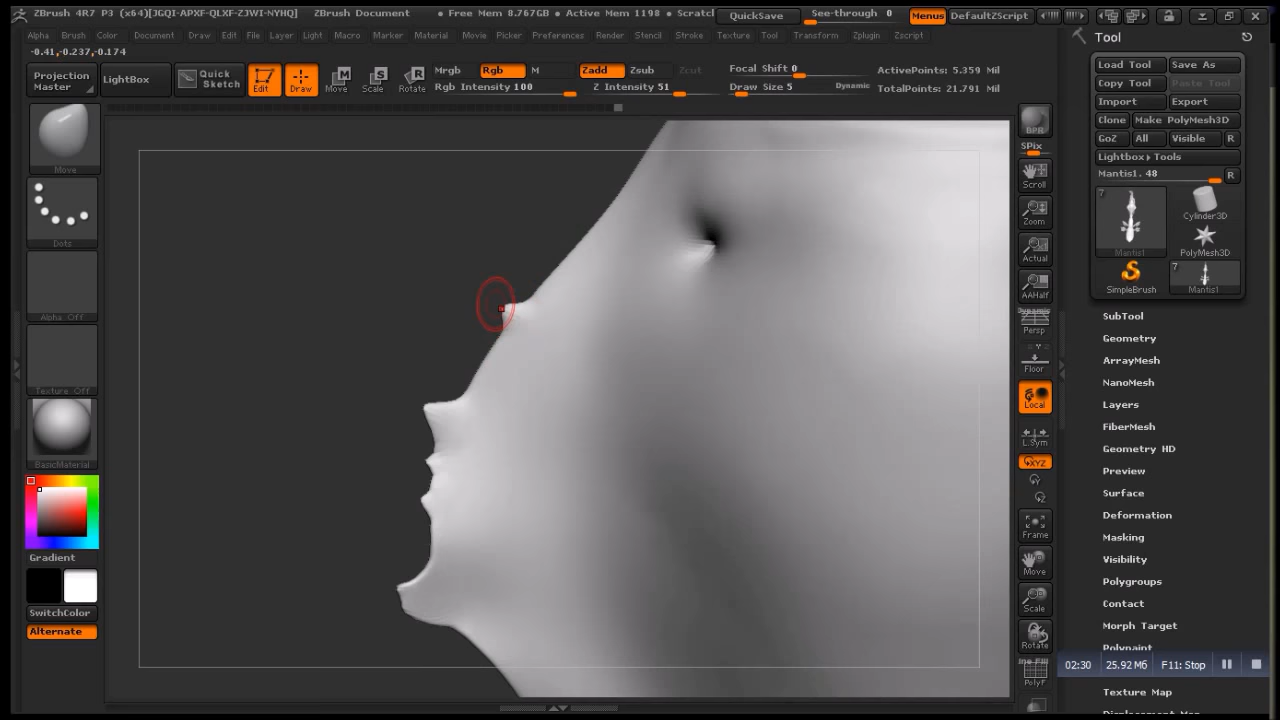 ZBrush 4R7 P3 (x64)[JGQI-APXF-QLXF-ZJWI-NYHQ] ZBrush Document • Free Mem 8.767GB • Active Mem 1198 • Scratcl QuickSave See-through 0 Menus DefaultZScript
Alpha Brush Color Document Draw Edit File Layer Light Macro Marker Material Movie Picker Preferences Render Stencil Stroke Texture Tool Transform Zplugin Zscript
-0.41,-0.237,-0.174
Projection Master
LightBox
Quick Sketch
Edit
Draw
Move
Scale
Rotate
Mrgb Rgb M
Rgb Intensity 100
Zadd Zsub Zcut
Z Intensity 51
Focal Shift 0
Draw Size 5 Dynamic
ActivePoints: 5.359 Mil
TotalPoints: 21.791 Mil
Move
Dots
Alpha Off
Texture Off
BasicMaterial
Gradient
SwitchColor
Alternate
BPR
SPix
Scroll
Zoom
Actual
AAHalf
Dynamic
Persp
Floor
Local
L.Sym
XYZ
Y
Z
Frame
Move
Scale
Rotate
PolyF
Tool
Load Tool Save As
Copy Tool Paste Tool
Import Export
Clone Make PolyMesh3D
GoZ All Visible R
Lightbox▸Tools
Mantis1. 48 R
7
Mantis1
Cylinder3D
PolyMesh3D
SimpleBrush
7
Mantis1
SubTool
Geometry
ArrayMesh
NanoMesh
Layers
FiberMesh
Geometry HD
Preview
Surface
Deformation
Masking
Visibility
Polygroups
Contact
Morph Target
Polypaint
02:30 25.92Мб F11: Stop
Texture Map